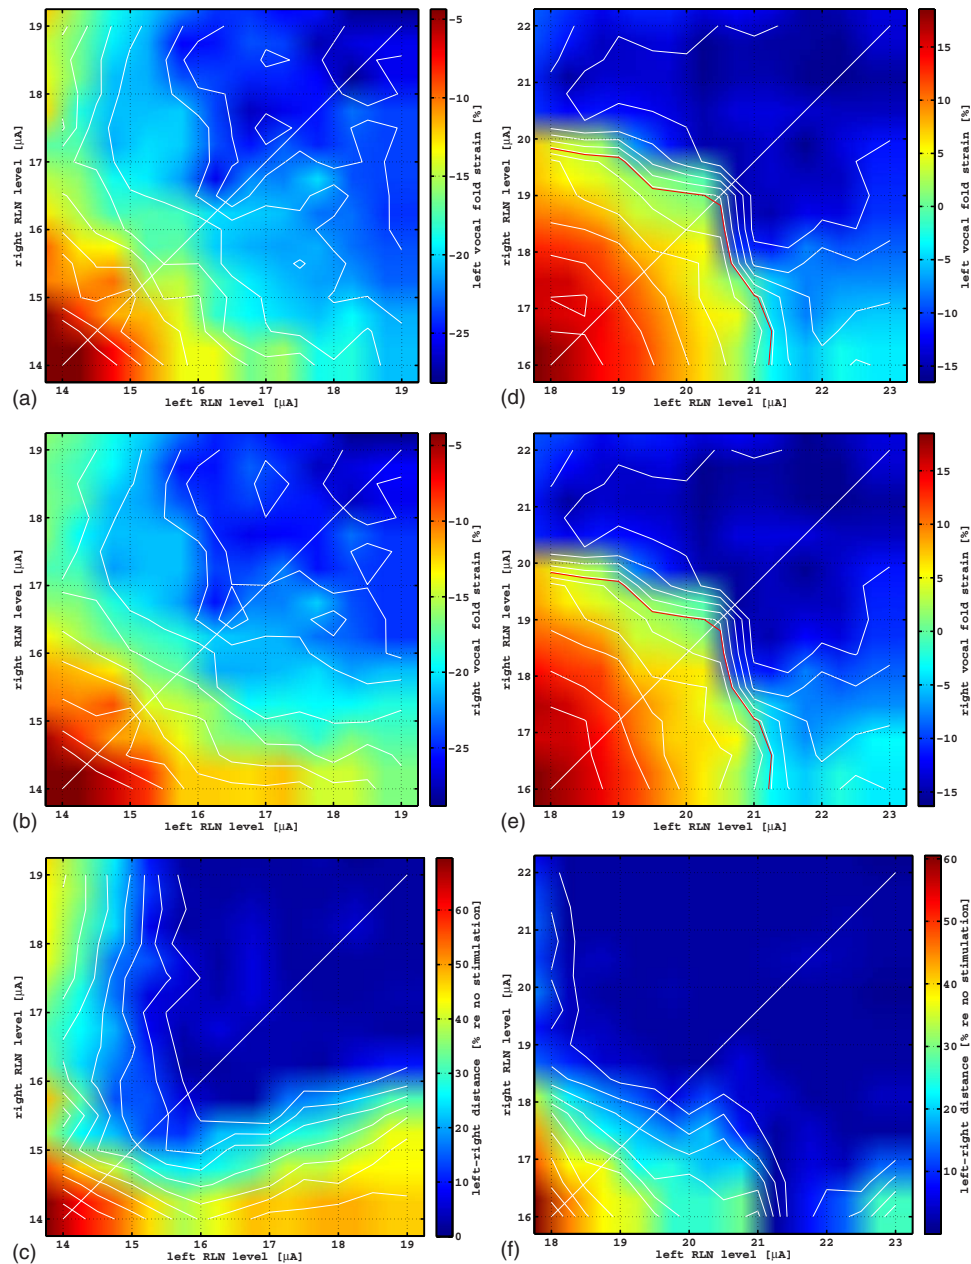 19
18
17
16
15
14
14 15 16 17 18 19
right RLN level [µA]
left RLN level [µA]
(a)
-5
-10
-15
-20
-25
left vocal fold strain [%]
22
21
20
19
18
17
16
18 19 20 21 22 23
right RLN level [µA]
left RLN level [µA]
(d)
15
10
5
0
-5
-10
-15
left vocal fold strain [%]
19
18
17
16
15
14
14 15 16 17 18 19
right RLN level [µA]
left RLN level [µA]
(b)
-5
-10
-15
-20
-25
right vocal fold strain [%]
22
21
20
19
18
17
16
18 19 20 21 22 23
right RLN level [µA]
left RLN level [µA]
(e)
15
10
5
0
-5
-10
-15
right vocal fold strain [%]
19
18
17
16
15
14
14 15 16 17 18 19
right RLN level [µA]
left RLN level [µA]
(c)
60
50
40
30
20
10
0
left-right distance [% re no stimulation]
22
21
20
19
18
17
16
18 19 20 21 22 23
right RLN level [µA]
left RLN level [µA]
(f)
60
50
40
30
20
10
left-right distance [% re no stimulation]